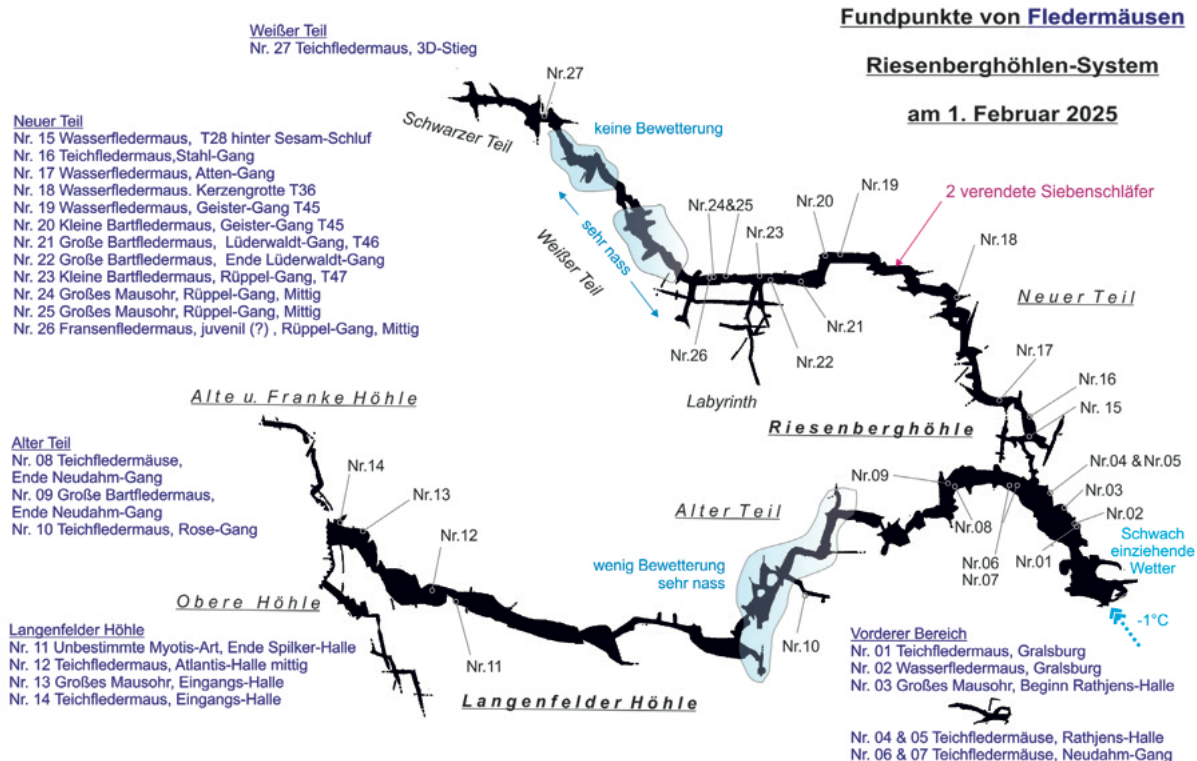 Fundpunkte von Fledermäusen
Riesenberghöhlen-System
am 1. Februar 2025
Weißer Teil
Nr. 27 Teichfledermaus, 3D-Stieg
Neuer Teil
Nr. 15 Wasserfledermaus, T28 hinter Sesam-Schluf
Nr. 16 Teichfledermaus,Stahl-Gang
Nr. 17 Wasserfledermaus, Atten-Gang
Nr. 18 Wasserfledermaus. Kerzengrotte T36
Nr. 19 Wasserfledermaus, Geister-Gang T45
Nr. 20 Kleine Bartfledermaus, Geister-Gang T45
Nr. 21 Große Bartfledermaus, Lüderwaldt-Gang, T46
Nr. 22 Große Bartfledermaus, Ende Lüderwaldt-Gang
Nr. 23 Kleine Bartfledermaus, Rüppel-Gang, T47
Nr. 24 Großes Mausohr, Rüppel-Gang, Mittig
Nr. 25 Großes Mausohr, Rüppel-Gang, Mittig
Nr. 26 Fransenfledermaus, juvenil (?) , Rüppel-Gang, Mittig
Nr.27
Schwarzer Teil
keine Bewetterung
sehr nass
Weißer Teil
Nr.24&25
Nr.23
Nr.20
Nr.19
2 verendete Siebenschläfer
Nr.18
Neuer Teil
Nr.26
Nr.22
Nr.21
Labyrinth
Nr.17
Nr.16
Nr. 15
Riesenberghöhle
Alte u. Franke Höhle
Alter Teil
Nr. 08 Teichfledermäuse,
Ende Neudahm-Gang
Nr. 09 Große Bartfledermaus,
Ende Neudahm-Gang
Nr. 10 Teichfledermaus, Rose-Gang
Nr.14
Nr.13
Nr.12
Nr.11
Obere Höhle
Langenfelder Höhle
Alter Teil
wenig Bewetterung
sehr nass
Nr.10
Nr.09
Nr.08
Nr.06
Nr.07
Nr.04 & Nr.05
Nr.03
Nr.02
Nr.01
Schwach
einziehende
Wetter
-1°C
Langenfelder Höhle
Nr. 11 Unbestimmte Myotis-Art, Ende Spilker-Halle
Nr. 12 Teichfledermaus, Atlantis-Halle mittig
Nr. 13 Großes Mausohr, Eingangs-Halle
Nr. 14 Teichfledermaus, Eingangs-Halle
Vorderer Bereich
Nr. 01 Teichfledermaus, Gralsburg
Nr. 02 Wasserfledermaus, Gralsburg
Nr. 03 Großes Mausohr, Beginn Rathjens-Halle
Nr. 04 & 05 Teichfledermäuse, Rathjens-Halle
Nr. 06 & 07 Teichfledermäuse, Neudahm-Gang